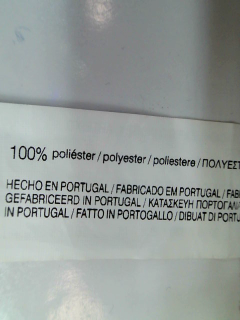 100% poliéster / polyester / poliestere / ΠΟΛΥΕΣΤ
HECHO EN PORTUGAL / FABRICADO EM PORTUGAL / FAB
GEFABRICEERD IN PORTUGAL / ΚΑΤΑΣΚΕΥΗ ΠΟΡΤΟΓΑΛ
IN PORTUGAL / FATTO IN PORTOGALLO / DIBUAT DI PORTU